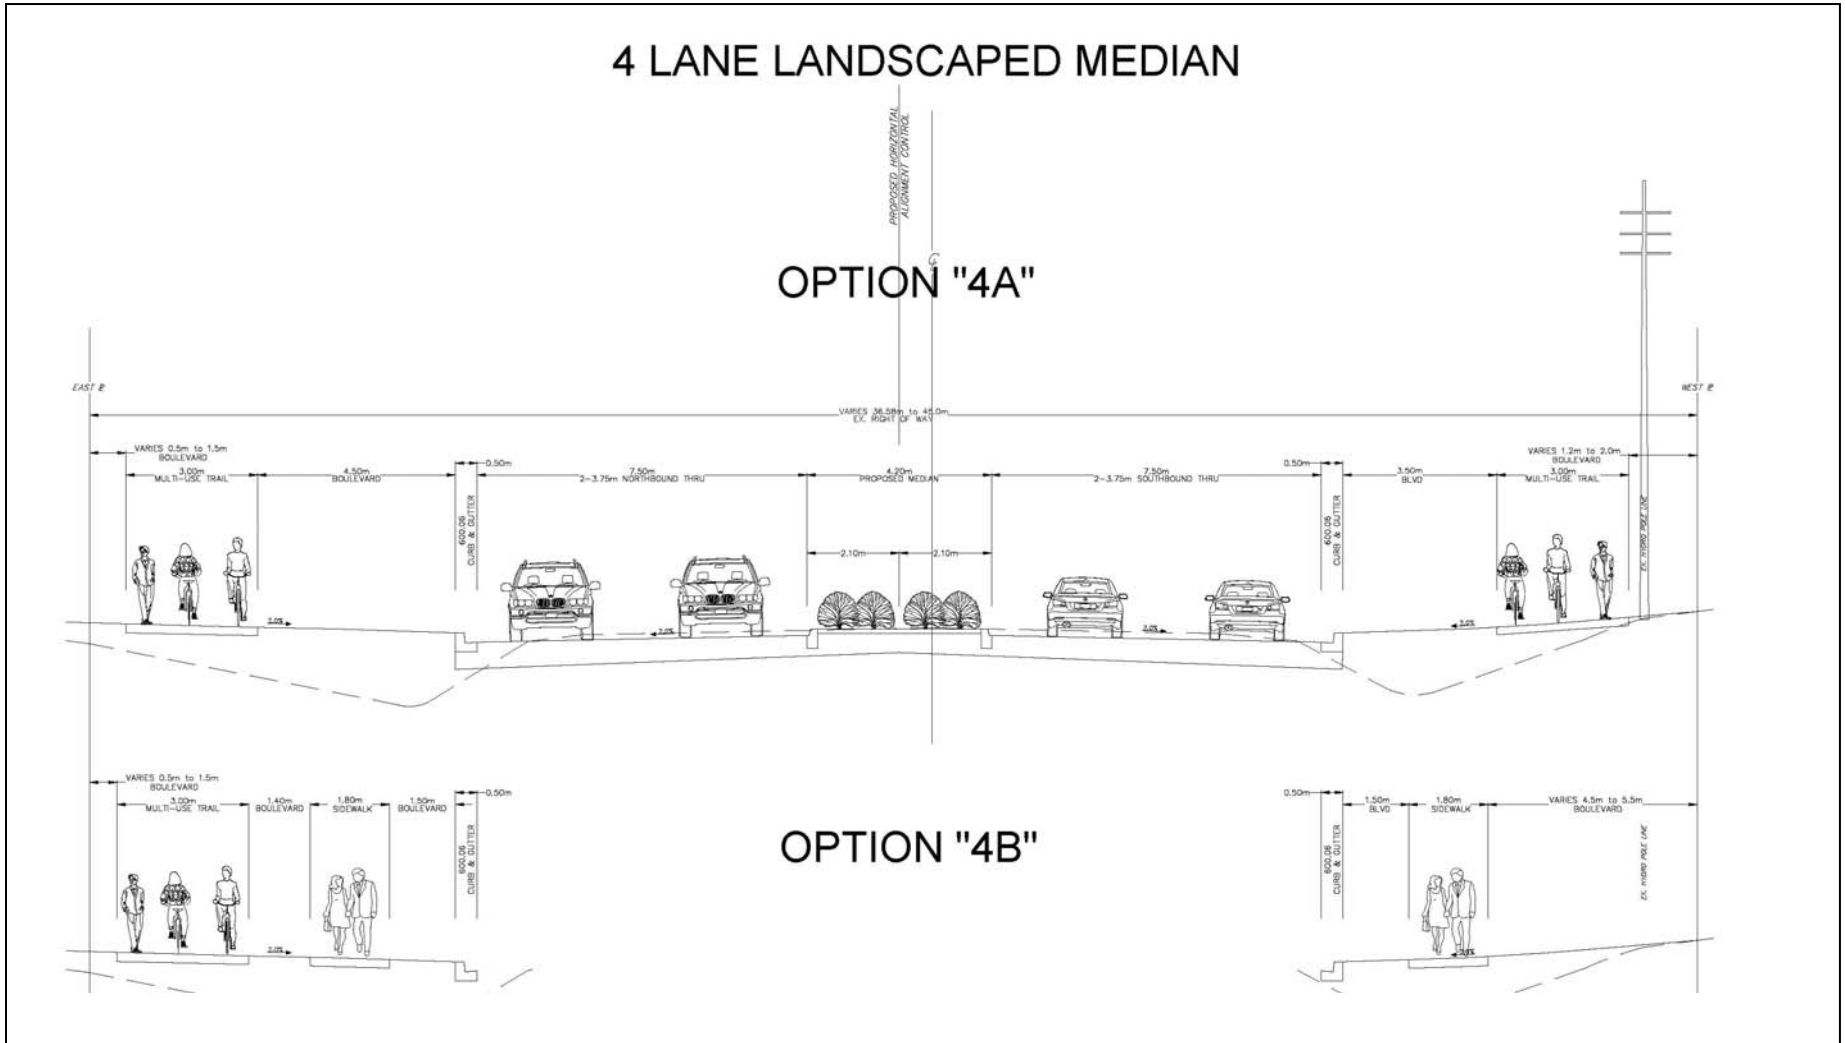 4 LANE LANDSCAPED MEDIAN
PROPOSED HORIZONTAL
ALIGNMENT CONTROL
OPTION "4A"
EAST ⅊
WEST ⅊
VARIES 36.58m to 45.0m
EX. RIGHT OF WAY
VARIES 0.5m to 1.5m
BOULEVARD
3.00m
MULTI-USE TRAIL
4.50m
BOULEVARD
0.50m
7.50m
2-3.75m NORTHBOUND THRU
4.20m
PROPOSED MEDIAN
7.50m
2-3.75m SOUTHBOUND THRU
0.50m
3.50m
BLVD
VARIES 1.2m to 2.0m
BOULEVARD
3.00m
MULTI-USE TRAIL
600.06
CURB & GUTTER
2.10m
2.10m
600.06
CURB & GUTTER
EX. HYDRO POLE LINE
2.0%
2.0%
2.0%
2.0%
VARIES 0.5m to 1.5m
BOULEVARD
3.00m
MULTI-USE TRAIL
1.40m
BOULEVARD
1.80m
SIDEWALK
1.50m
BOULEVARD
0.50m
600.06
CURB & GUTTER
OPTION "4B"
0.50m
600.06
CURB & GUTTER
1.50m
BLVD
1.80m
SIDEWALK
VARIES 4.5m to 5.5m
BOULEVARD
EX. HYDRO POLE LINE
2.0%
2.0%